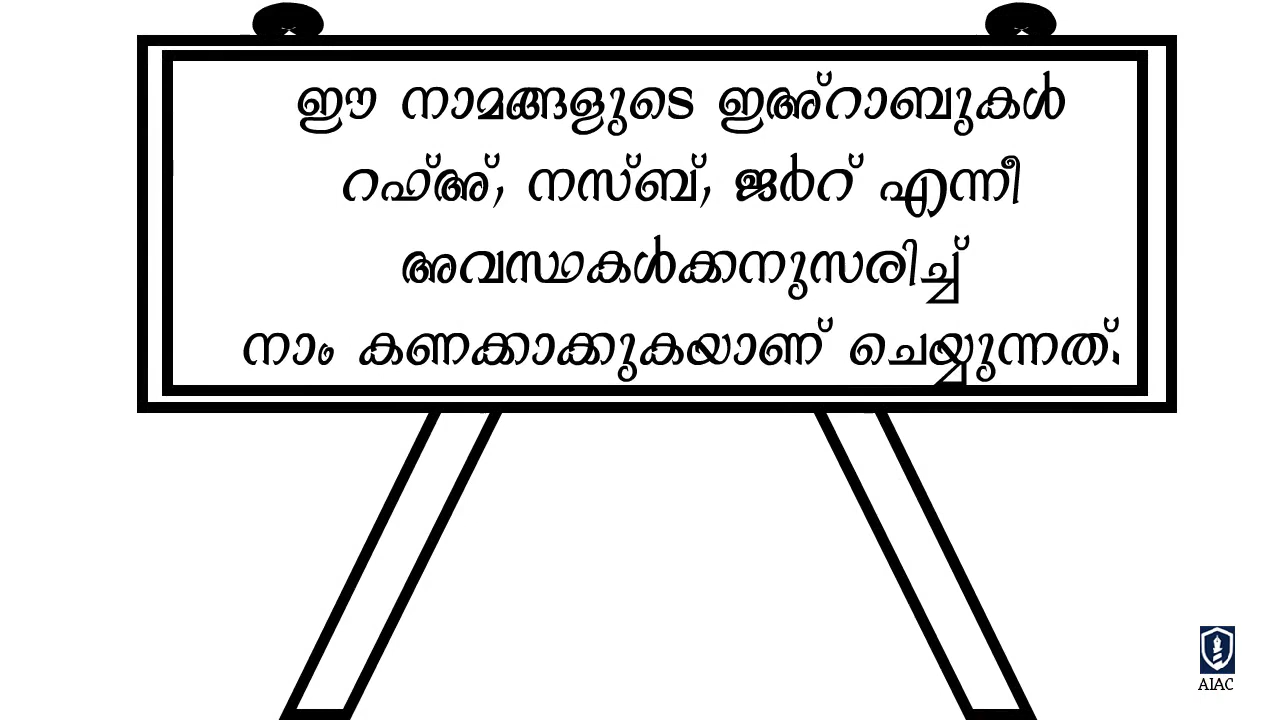 ഈ നാമങ്ങളുടെ ഇഅ്റാബുകൾ
റഫ്അ്, നസ്ബ്, ജർറ് എന്നീ
അവസ്ഥകൾക്കനുസരിച്ച്
നാം കണക്കാക്കുകയാണ് ചെയ്യുന്നത്.
AIAC